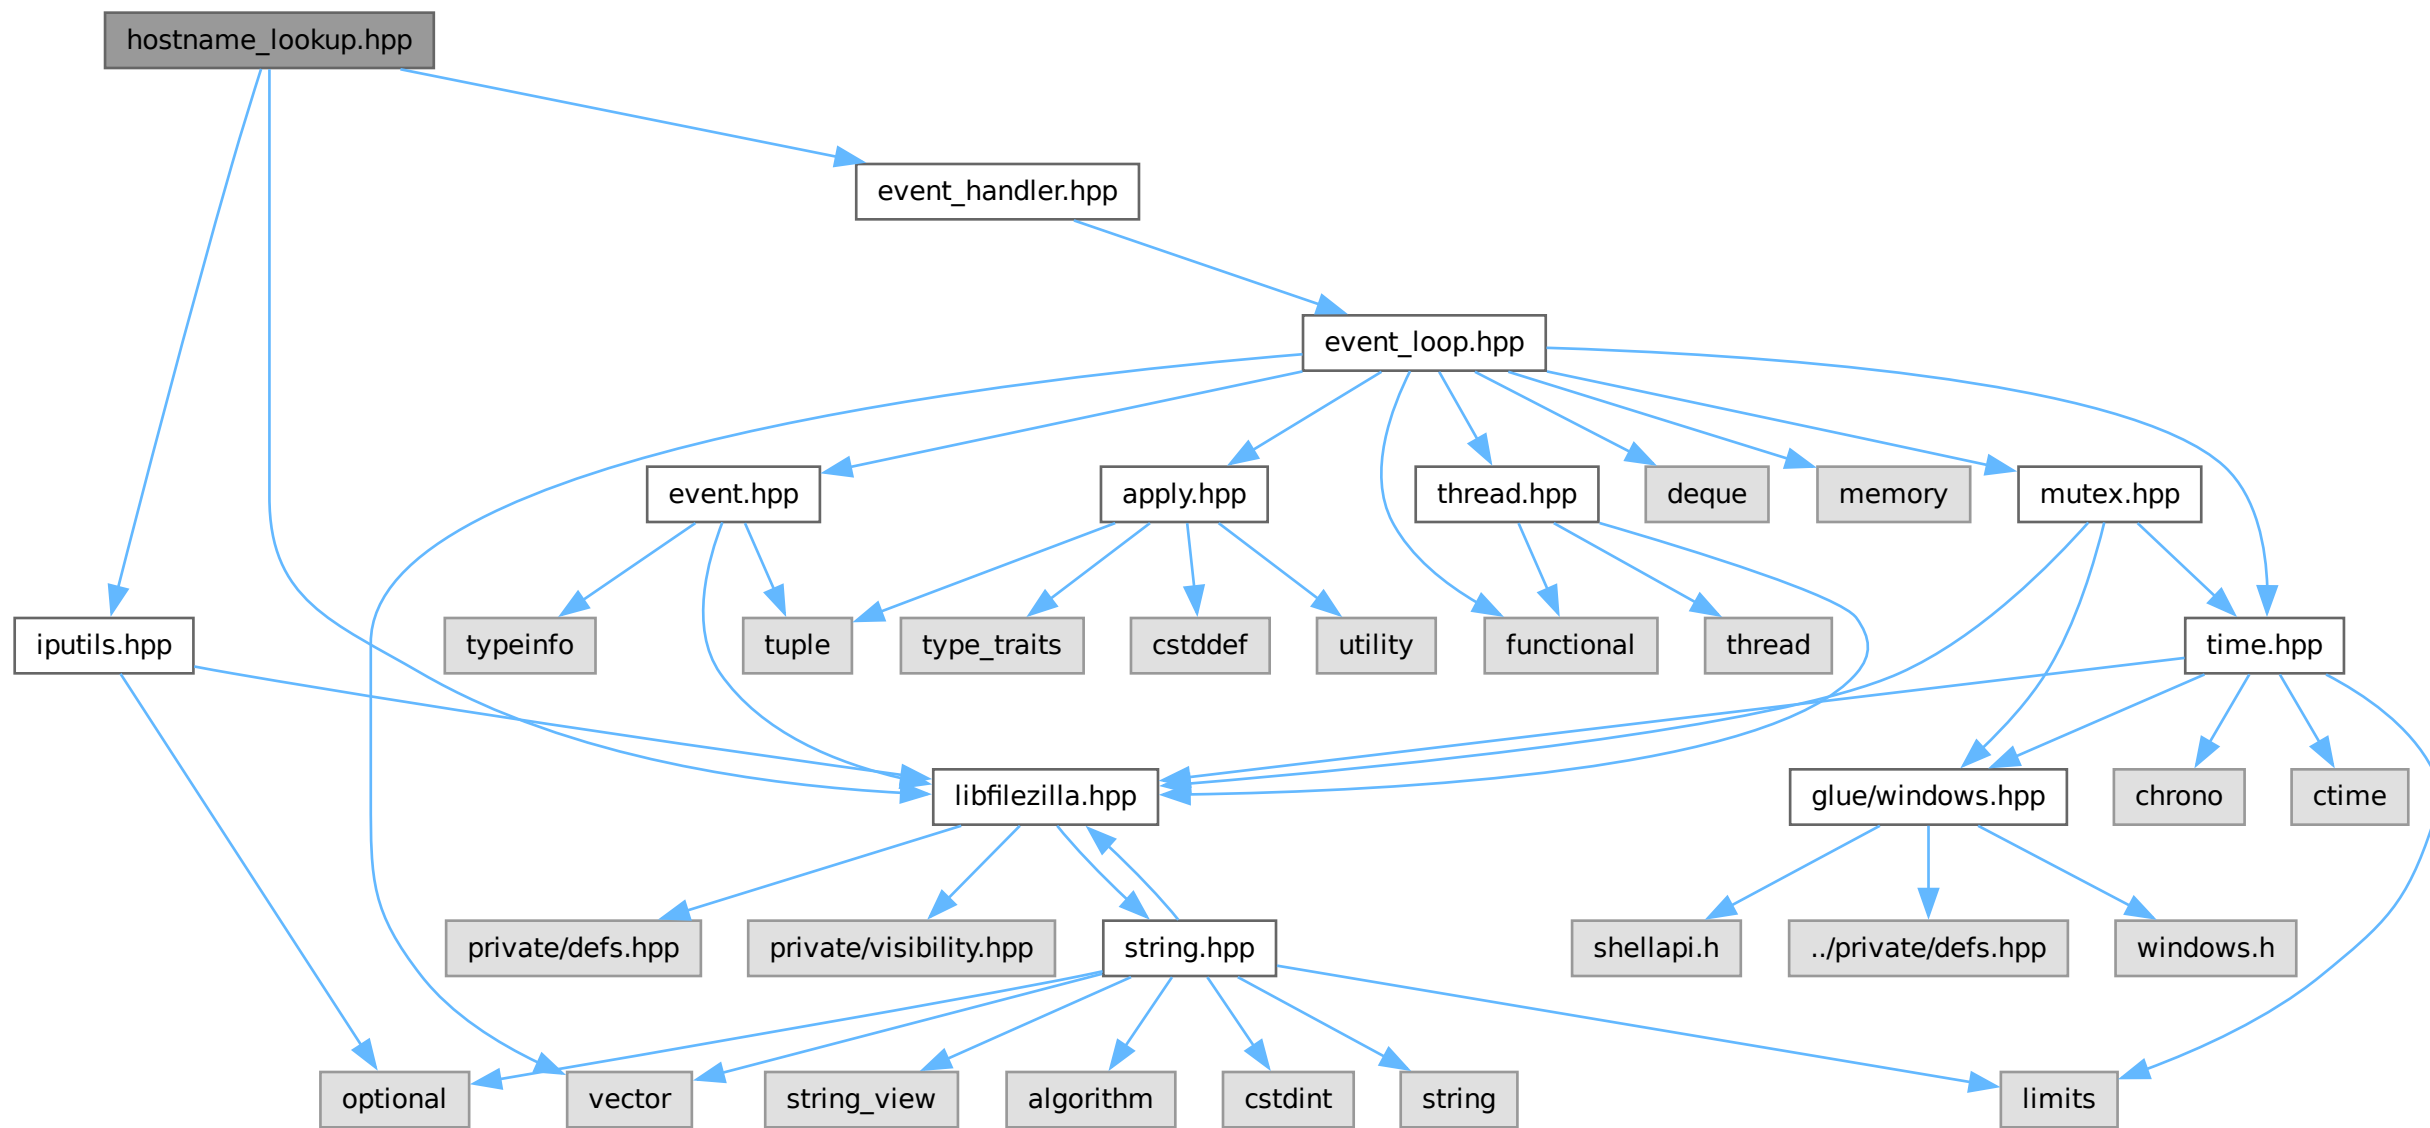 hostname_lookup.hpp
event_handler.hpp
event_loop.hpp
event.hpp
apply.hpp
thread.hpp
deque
memory
mutex.hpp
iputils.hpp
typeinfo
tuple
type_traits
cstddef
utility
functional
thread
time.hpp
libfilezilla.hpp
glue/windows.hpp
chrono
ctime
private/defs.hpp
private/visibility.hpp
string.hpp
shellapi.h
../private/defs.hpp
windows.h
optional
vector
string_view
algorithm
cstdint
string
limits